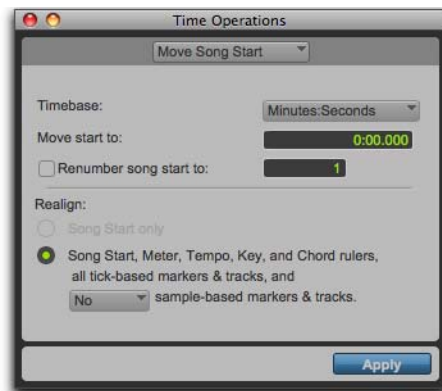 Time Operations
Move Song Start
Timebase: Minutes:Seconds
Move start to: 0:00.000
Renumber song start to: 1
Realign:
Song Start only
Song Start, Meter, Tempo, Key, and Chord rulers,
all tick-based markers & tracks, and
No sample-based markers & tracks.
Apply